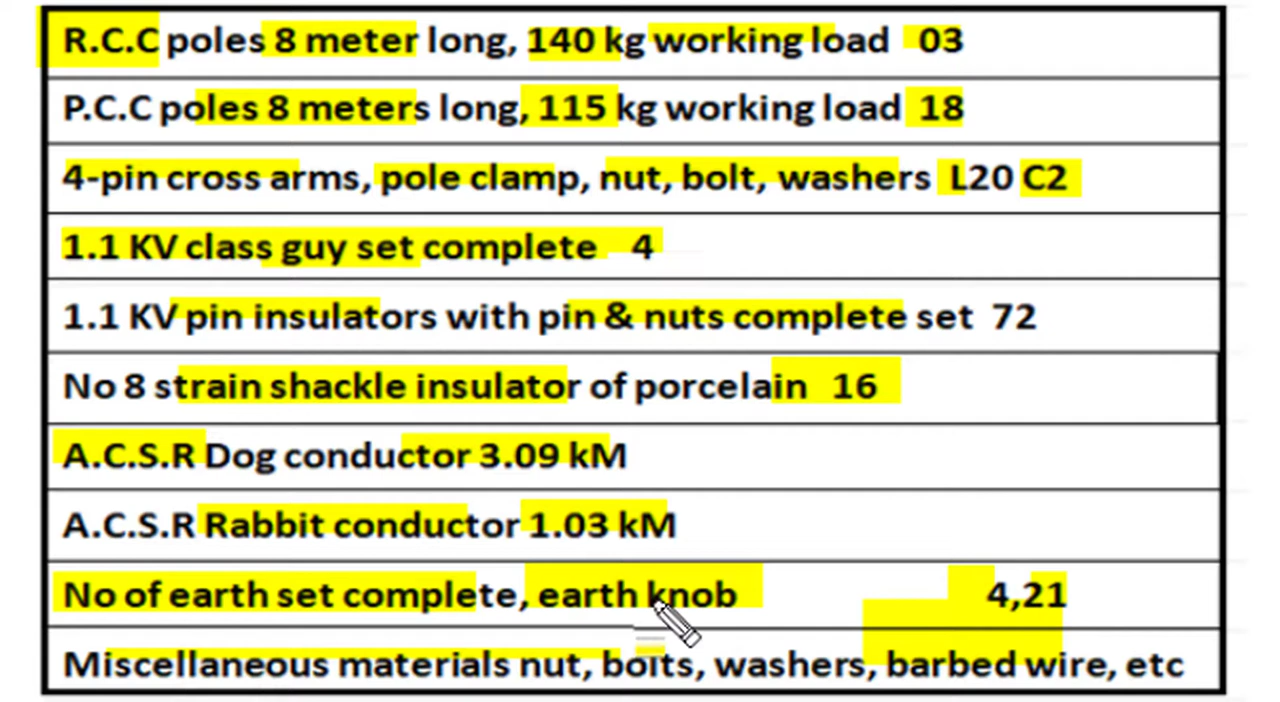 R.C.C poles 8 meter long, 140 kg working load 03
P.C.C poles 8 meters long, 115 kg working load 18
4-pin cross arms, pole clamp, nut, bolt, washers L20 C2
1.1 KV class guy set complete 4
1.1 KV pin insulators with pin & nuts complete set 72
No 8 strain shackle insulator of porcelain 16
A.C.S.R Dog conductor 3.09 kM
A.C.S.R Rabbit conductor 1.03 kM
No of earth set complete, earth knob 4,21
Miscellaneous materials nut, bolts, washers, barbed wire, etc